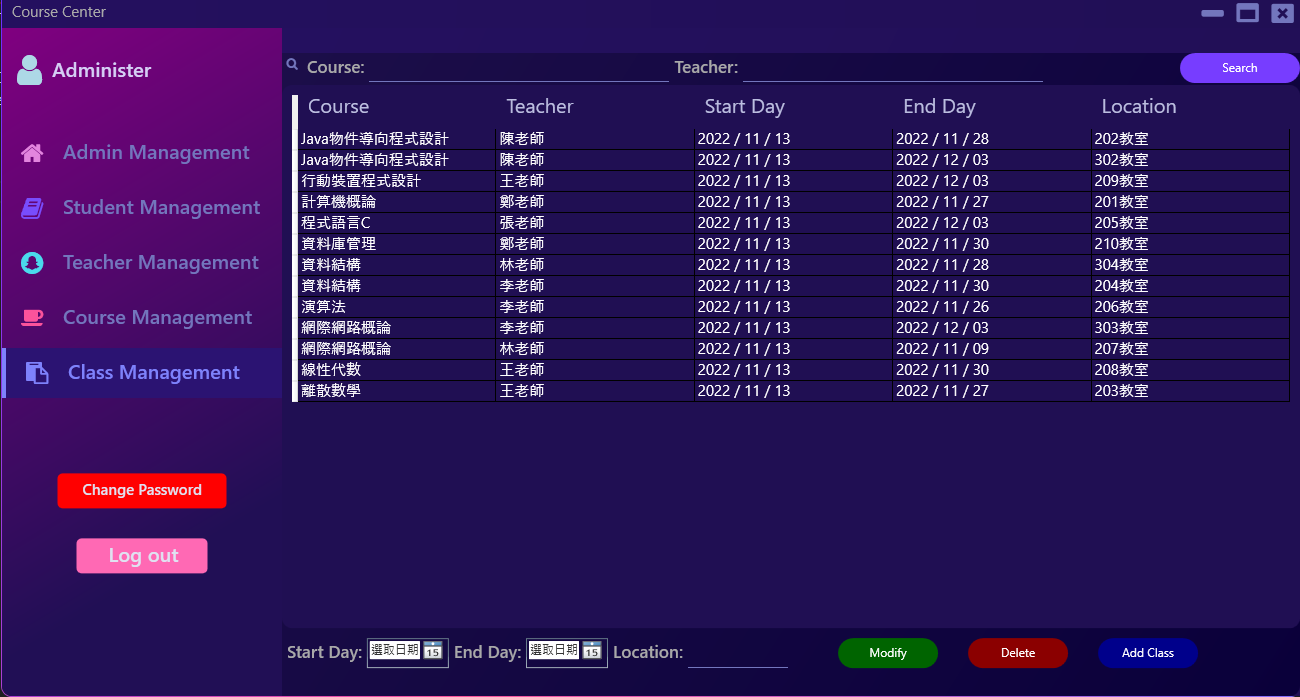 Course Center
Administer
Admin Management
Student Management
Teacher Management
Course Management
Class Management
Change Password
Log out
Course: Teacher: Search
Course Teacher Start Day End Day Location
Java物件導向程式設計 陳老師 2022 / 11 / 13 2022 / 11 / 28 202教室
Java物件導向程式設計 陳老師 2022 / 11 / 13 2022 / 12 / 03 302教室
行動裝置程式設計 王老師 2022 / 11 / 13 2022 / 12 / 03 209教室
計算機概論 鄭老師 2022 / 11 / 13 2022 / 11 / 27 201教室
程式語言C 張老師 2022 / 11 / 13 2022 / 12 / 03 205教室
資料庫管理 鄭老師 2022 / 11 / 13 2022 / 11 / 30 210教室
資料結構 林老師 2022 / 11 / 13 2022 / 11 / 28 304教室
資料結構 李老師 2022 / 11 / 13 2022 / 11 / 30 204教室
演算法 李老師 2022 / 11 / 13 2022 / 11 / 26 206教室
網際網路概論 李老師 2022 / 11 / 13 2022 / 12 / 03 303教室
網際網路概論 林老師 2022 / 11 / 13 2022 / 11 / 09 207教室
線性代數 王老師 2022 / 11 / 13 2022 / 11 / 30 208教室
離散數學 王老師 2022 / 11 / 13 2022 / 11 / 27 203教室
Start Day: 選取日期 15 End Day: 選取日期 15 Location: Modify Delete Add Class